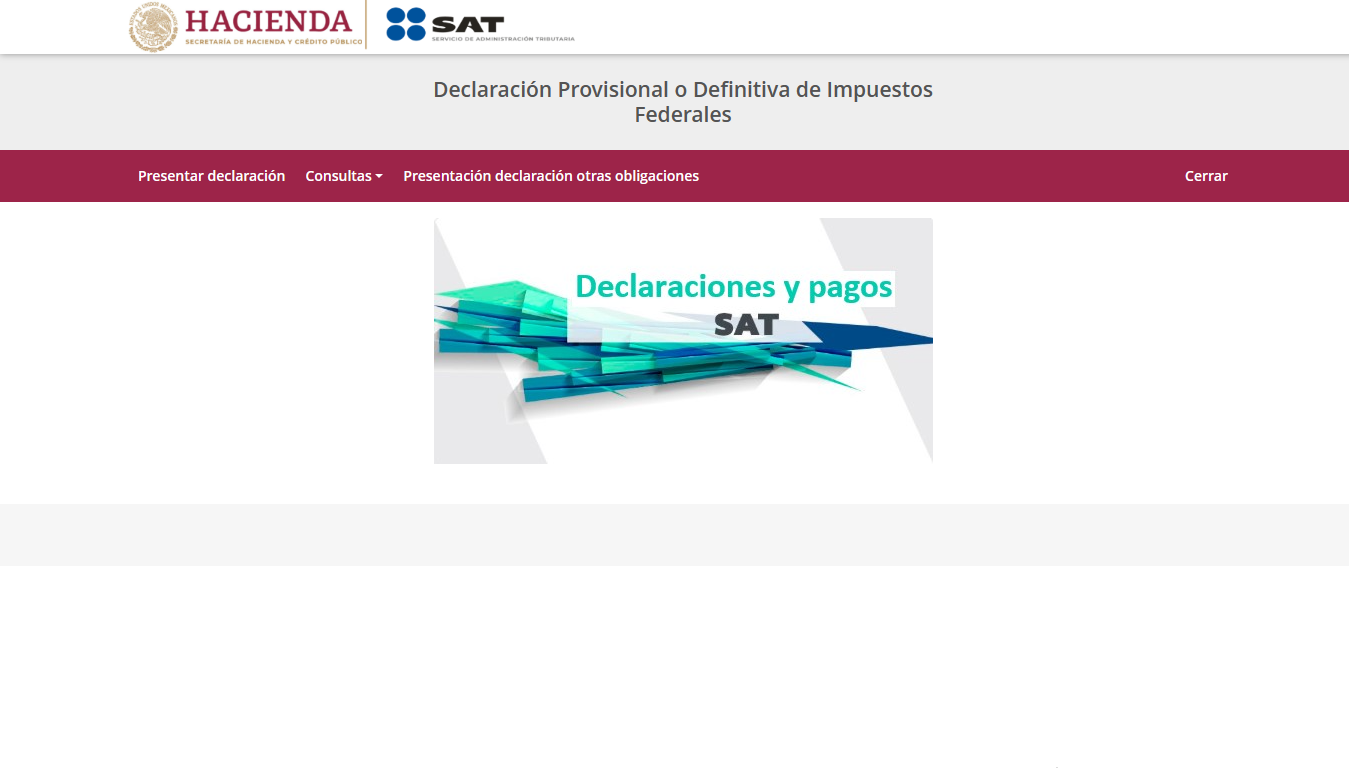 HACIENDA
SECRETARÍA DE HACIENDA Y CRÉDITO PÚBLICO
SAT
SERVICIO DE ADMINISTRACIÓN TRIBUTARIA
Declaración Provisional o Definitiva de Impuestos
Federales
Presentar declaración
Consultas
Presentación declaración otras obligaciones
Cerrar
Declaraciones y pagos
SAT